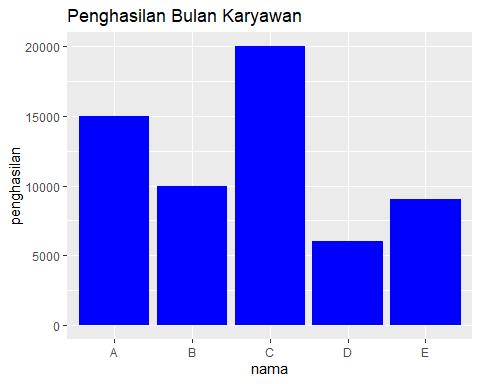 Penghasilan Bulan Karyawan
penghasilan
20000
15000
10000
5000
0
A B C D E
nama